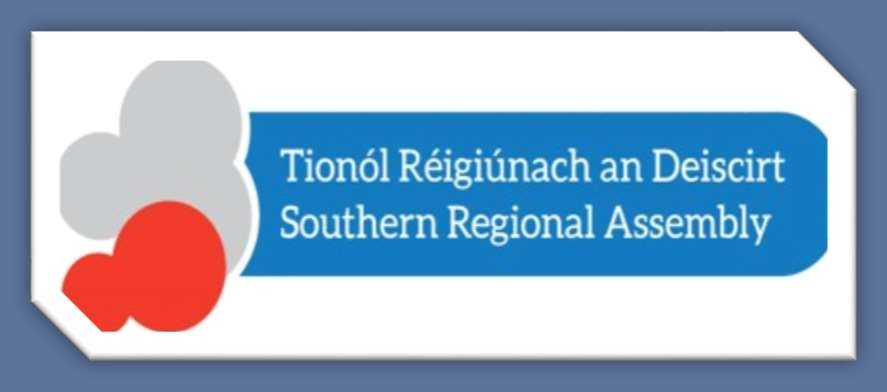 Tionól Réigiúnach an Deiscirt
Southern Regional Assembly